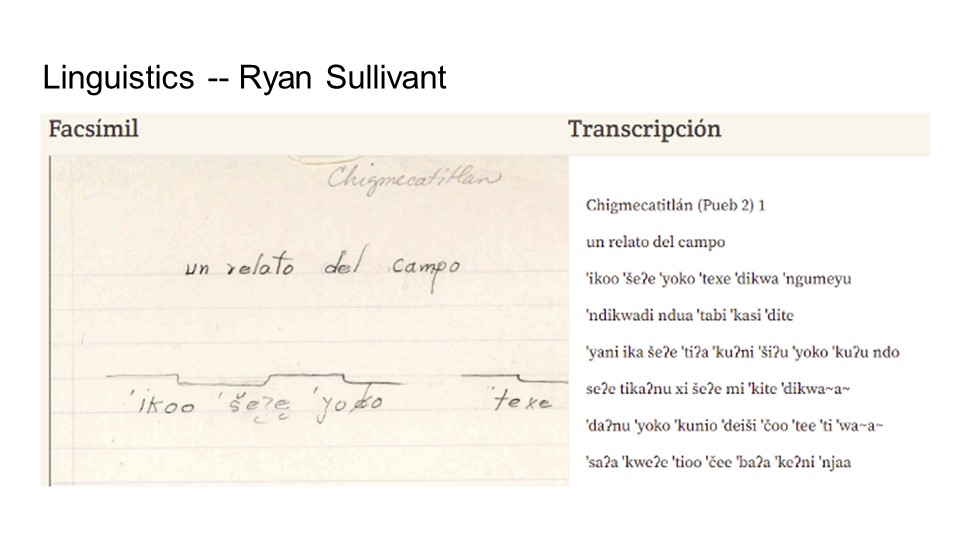 Linguistics -- Ryan Sullivant
Facsímil
Transcripción
Chigmecatitlan
un relato del campo
'ikoo 'šeʔe 'yoko 'texe
Chigmecatitlán (Pueb 2) 1
un relato del campo
'ikoo 'šeʔe 'yoko 'texe 'dikwa 'ngumeyu
'ndikwadi ndua 'tabi 'kasi 'dite
'yani ika šeʔe 'tiʔa 'kuʔni 'šiʔu 'yoko 'kuʔu ndo
seʔe tikaʔnu xi šeʔe mi 'kite 'dikwa~a~
'daʔnu 'yoko 'kunio 'deiši 'čoo 'tee 'ti 'wa~a~
'saʔa 'kweʔe 'tioo 'čee 'baʔa 'keʔni 'njaa